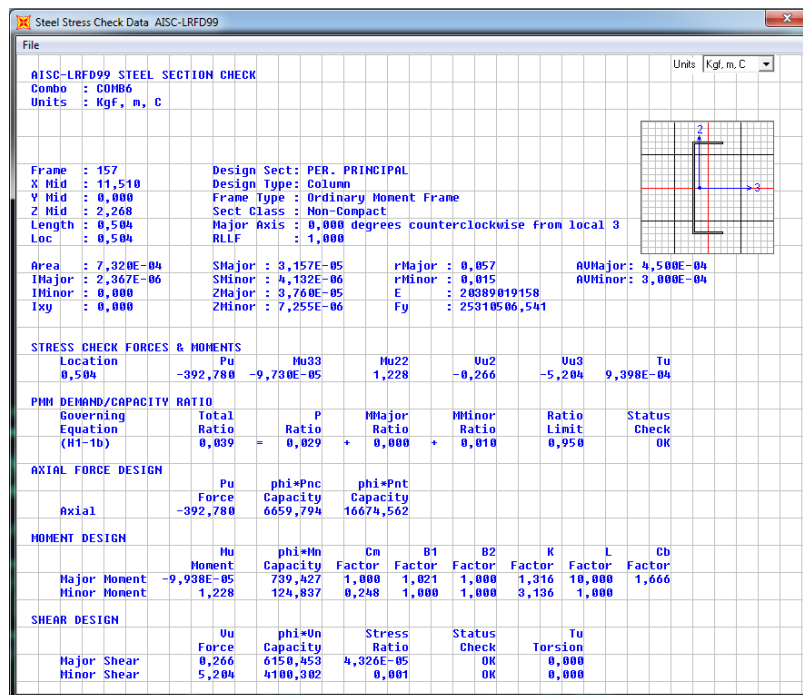 Steel Stress Check Data AISC-LRFD99
File
Units Kgf, m, C
AISC-LRFD99 STEEL SECTION CHECK
Combo : COMB6
Units : Kgf, m, C
2
3
Frame : 157 Design Sect: PER. PRINCIPAL
X Mid : 11,510 Design Type: Column
Y Mid : 0,000 Frame Type : Ordinary Moment Frame
Z Mid : 2,268 Sect Class : Non-Compact
Length : 0,504 Major Axis : 0,000 degrees counterclockwise from local 3
Loc : 0,504 RLLF : 1,000
Area : 7,320E-04 SMajor : 3,157E-05 rMajor : 0,057 AVMajor: 4,500E-04
IMajor : 2,367E-06 SMinor : 4,132E-06 rMinor : 0,015 AVMinor: 3,000E-04
IMinor : 0,000 ZMajor : 3,760E-05 E : 20389019158
Ixy : 0,000 ZMinor : 7,255E-06 Fy : 25310506,541
STRESS CHECK FORCES & MOMENTS
Location Pu Mu33 Mu22 Vu2 Vu3 Tu
0,504 -392,780 -9,730E-05 1,228 -0,266 -5,204 9,398E-04
PMM DEMAND/CAPACITY RATIO
Governing Total P MMajor MMinor Ratio Status
Equation Ratio Ratio Ratio Ratio Limit Check
(H1-1b) 0,039 = 0,029 + 0,000 + 0,010 0,950 OK
AXIAL FORCE DESIGN
Pu phi*Pnc phi*Pnt
Force Capacity Capacity
Axial -392,780 6659,794 16674,562
MOMENT DESIGN
Mu phi*Mn Cm B1 B2 K L Cb
Moment Capacity Factor Factor Factor Factor Factor Factor
Major Moment -9,938E-05 739,427 1,000 1,021 1,000 1,316 10,000 1,666
Minor Moment 1,228 124,837 0,248 1,000 1,000 3,136 1,000
SHEAR DESIGN
Vu phi*Vn Stress Status Tu
Force Capacity Ratio Check Torsion
Major Shear 0,266 6150,453 4,326E-05 OK 0,000
Minor Shear 5,204 4100,302 0,001 OK 0,000